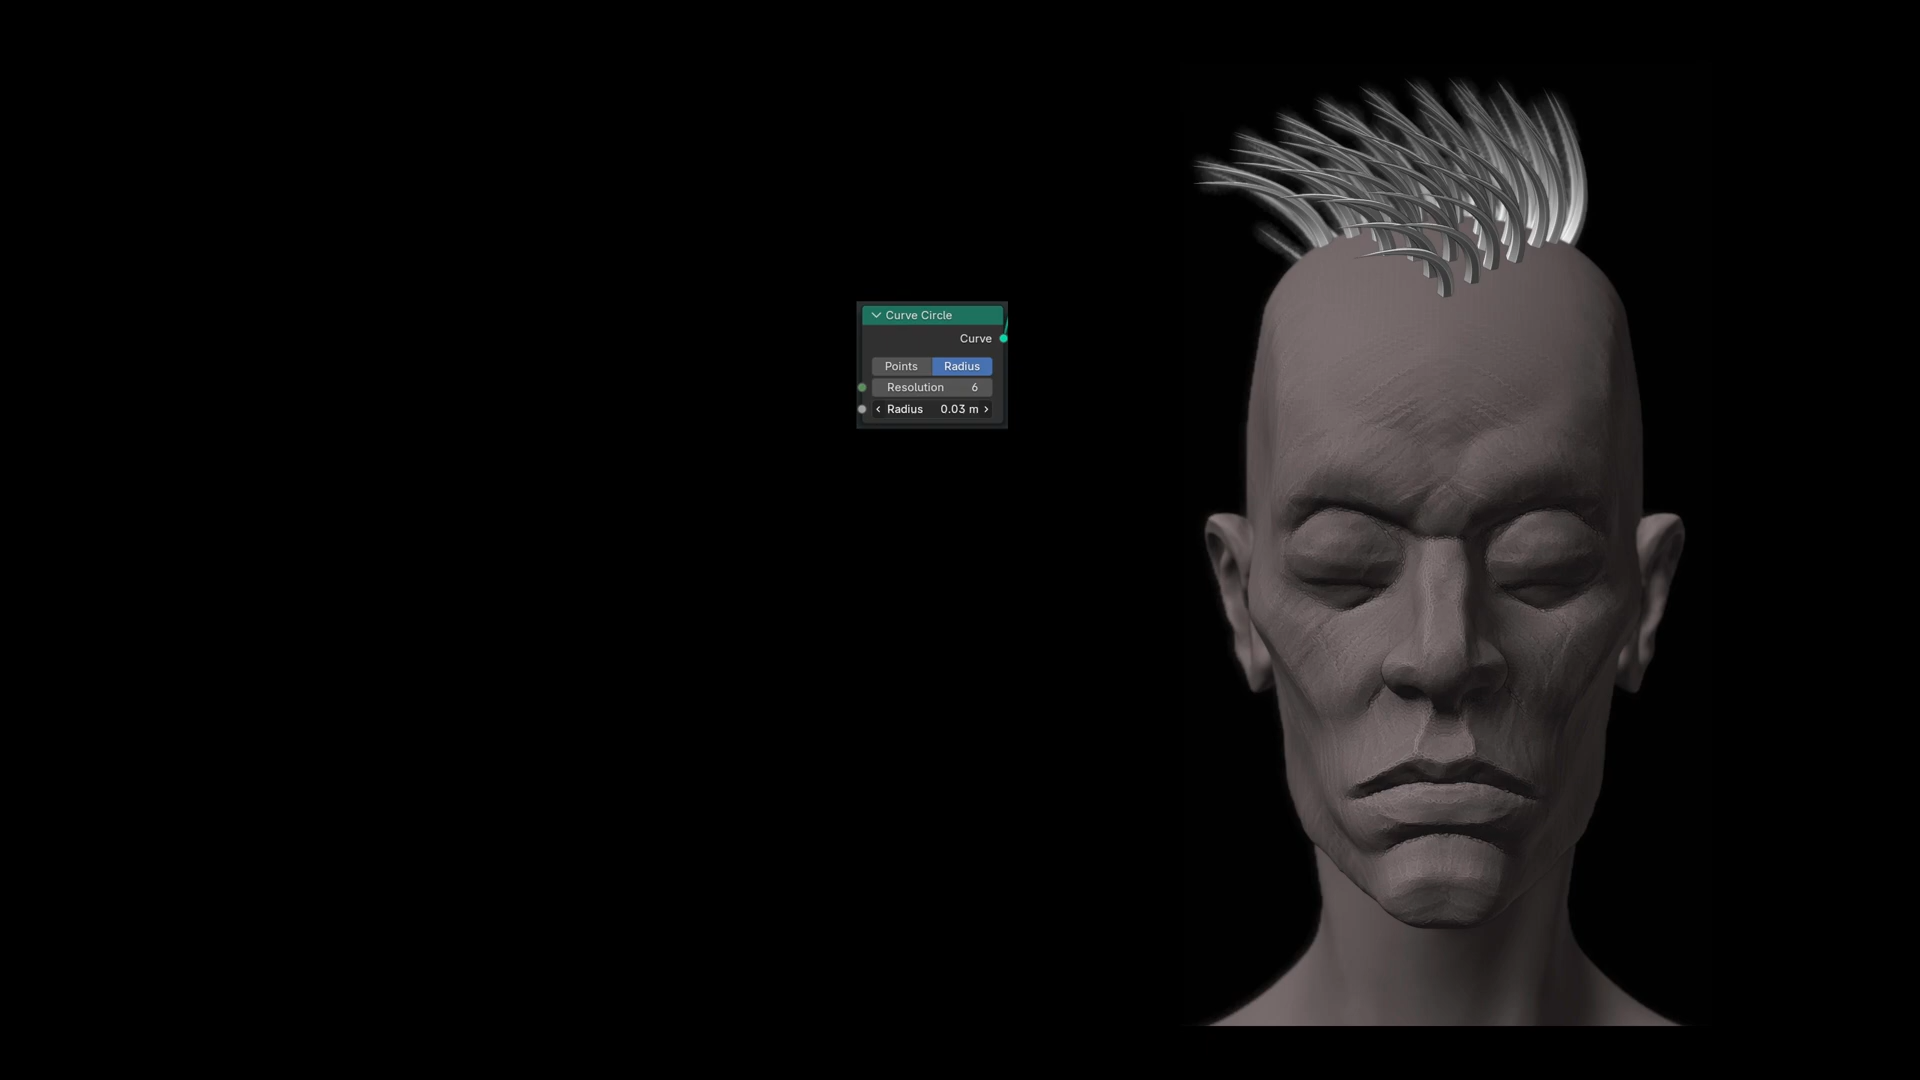 Curve Circle
Curve
Points Radius
Resolution 6
Radius 0.03 m